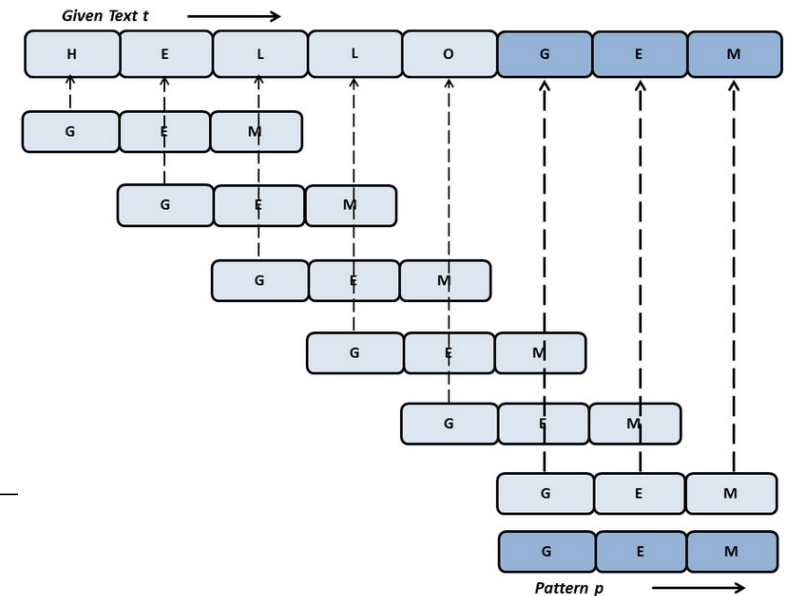 Given Text t
H E L L O G E M
G E M
G E M
G E M
G E M
G E M
G E M
G E M
Pattern p